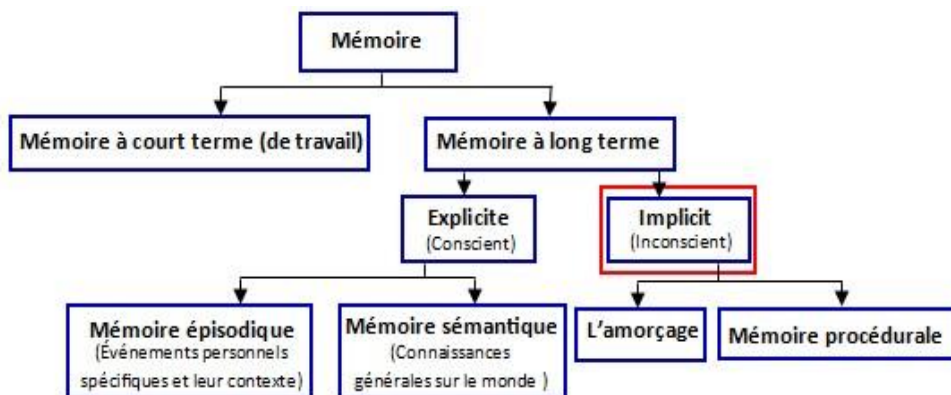 Mémoire
Mémoire à court terme (de travail)
Mémoire à long terme
Explicite
(Conscient)
Implicit
(Inconscient)
Mémoire épisodique
(Événements personnels
spécifiques et leur contexte)
Mémoire sémantique
(Connaissances
générales sur le monde )
L'amorçage
Mémoire procédurale